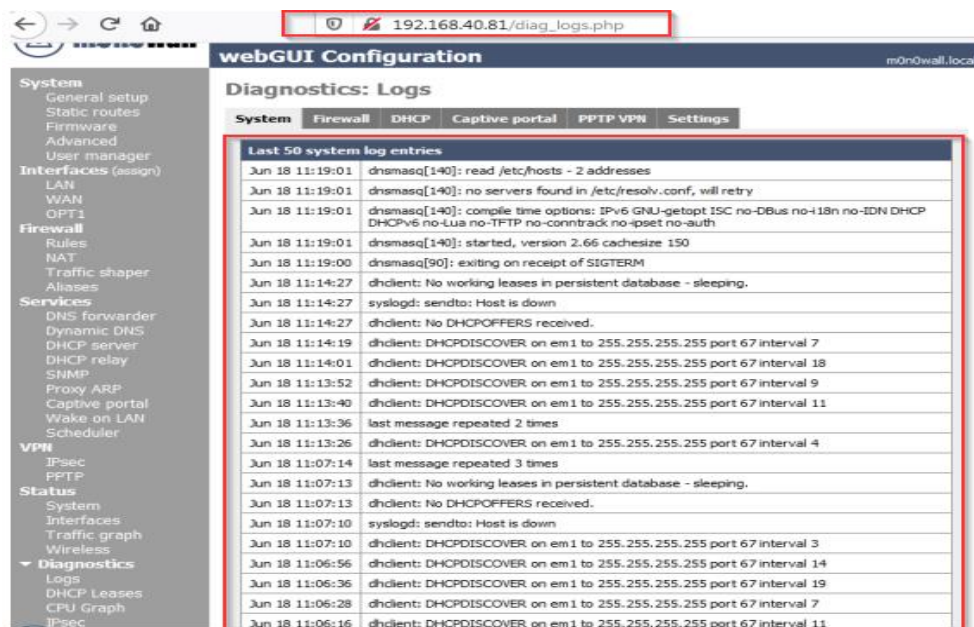 192.168.40.81/diag_logs.php
webGUI Configuration
m0n0wall.loca
System
General setup
Static routes
Firmware
Advanced
User manager
Interfaces (assign)
LAN
WAN
OPT1
Firewall
Rules
NAT
Traffic shaper
Aliases
Services
DNS forwarder
Dynamic DNS
DHCP server
DHCP relay
SNMP
Proxy ARP
Captive portal
Wake on LAN
Scheduler
VPN
IPsec
PPTP
Status
System
Interfaces
Traffic graph
Wireless
Diagnostics
Logs
DHCP Leases
CPU Graph
IPsec
Diagnostics: Logs
System Firewall DHCP Captive portal PPTP VPN Settings
Last 50 system log entries
Jun 18 11:19:01 dnsmasq[140]: read /etc/hosts - 2 addresses
Jun 18 11:19:01 dnsmasq[140]: no servers found in /etc/resolv.conf, will retry
Jun 18 11:19:01 dnsmasq[140]: compile time options: IPv6 GNU-getopt ISC no-DBus no-i18n no-IDN DHCP
DHCPv6 no-Lua no-TFTP no-conntrack no-ipset no-auth
Jun 18 11:19:01 dnsmasq[140]: started, version 2.66 cachesize 150
Jun 18 11:19:00 dnsmasq[90]: exiting on receipt of SIGTERM
Jun 18 11:14:27 dhclient: No working leases in persistent database - sleeping.
Jun 18 11:14:27 syslogd: sendto: Host is down
Jun 18 11:14:27 dhclient: No DHCPOFFERS received.
Jun 18 11:14:19 dhclient: DHCPDISCOVER on em1 to 255.255.255.255 port 67 interval 7
Jun 18 11:14:01 dhclient: DHCPDISCOVER on em1 to 255.255.255.255 port 67 interval 18
Jun 18 11:13:52 dhclient: DHCPDISCOVER on em1 to 255.255.255.255 port 67 interval 9
Jun 18 11:13:40 dhclient: DHCPDISCOVER on em1 to 255.255.255.255 port 67 interval 11
Jun 18 11:13:36 last message repeated 2 times
Jun 18 11:13:26 dhclient: DHCPDISCOVER on em1 to 255.255.255.255 port 67 interval 4
Jun 18 11:07:14 last message repeated 3 times
Jun 18 11:07:13 dhclient: No working leases in persistent database - sleeping.
Jun 18 11:07:13 dhclient: No DHCPOFFERS received.
Jun 18 11:07:10 syslogd: sendto: Host is down
Jun 18 11:07:10 dhclient: DHCPDISCOVER on em1 to 255.255.255.255 port 67 interval 3
Jun 18 11:06:56 dhclient: DHCPDISCOVER on em1 to 255.255.255.255 port 67 interval 14
Jun 18 11:06:36 dhclient: DHCPDISCOVER on em1 to 255.255.255.255 port 67 interval 19
Jun 18 11:06:28 dhclient: DHCPDISCOVER on em1 to 255.255.255.255 port 67 interval 7
Jun 18 11:06:16 dhclient: DHCPDISCOVER on em1 to 255.255.255.255 port 67 interval 11